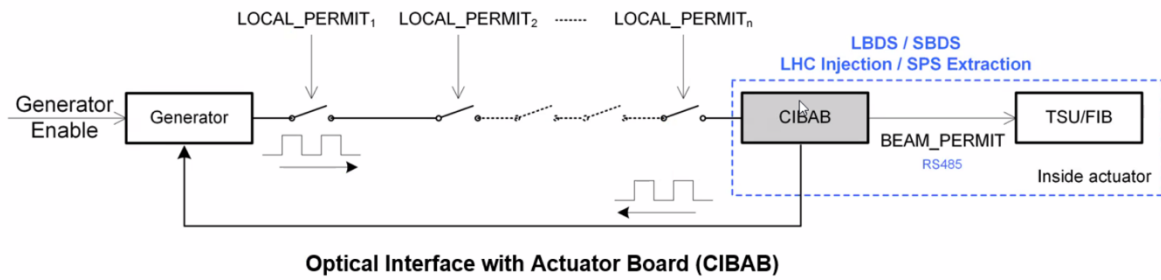 LOCAL_PERMIT₁
LOCAL_PERMIT₂
LOCAL_PERMITₙ
LBDS / SBDS
LHC Injection / SPS Extraction
Generator
Enable
Generator
CIBAB
TSU/FIB
BEAM_PERMIT
RS485
Inside actuator
Optical Interface with Actuator Board (CIBAB)